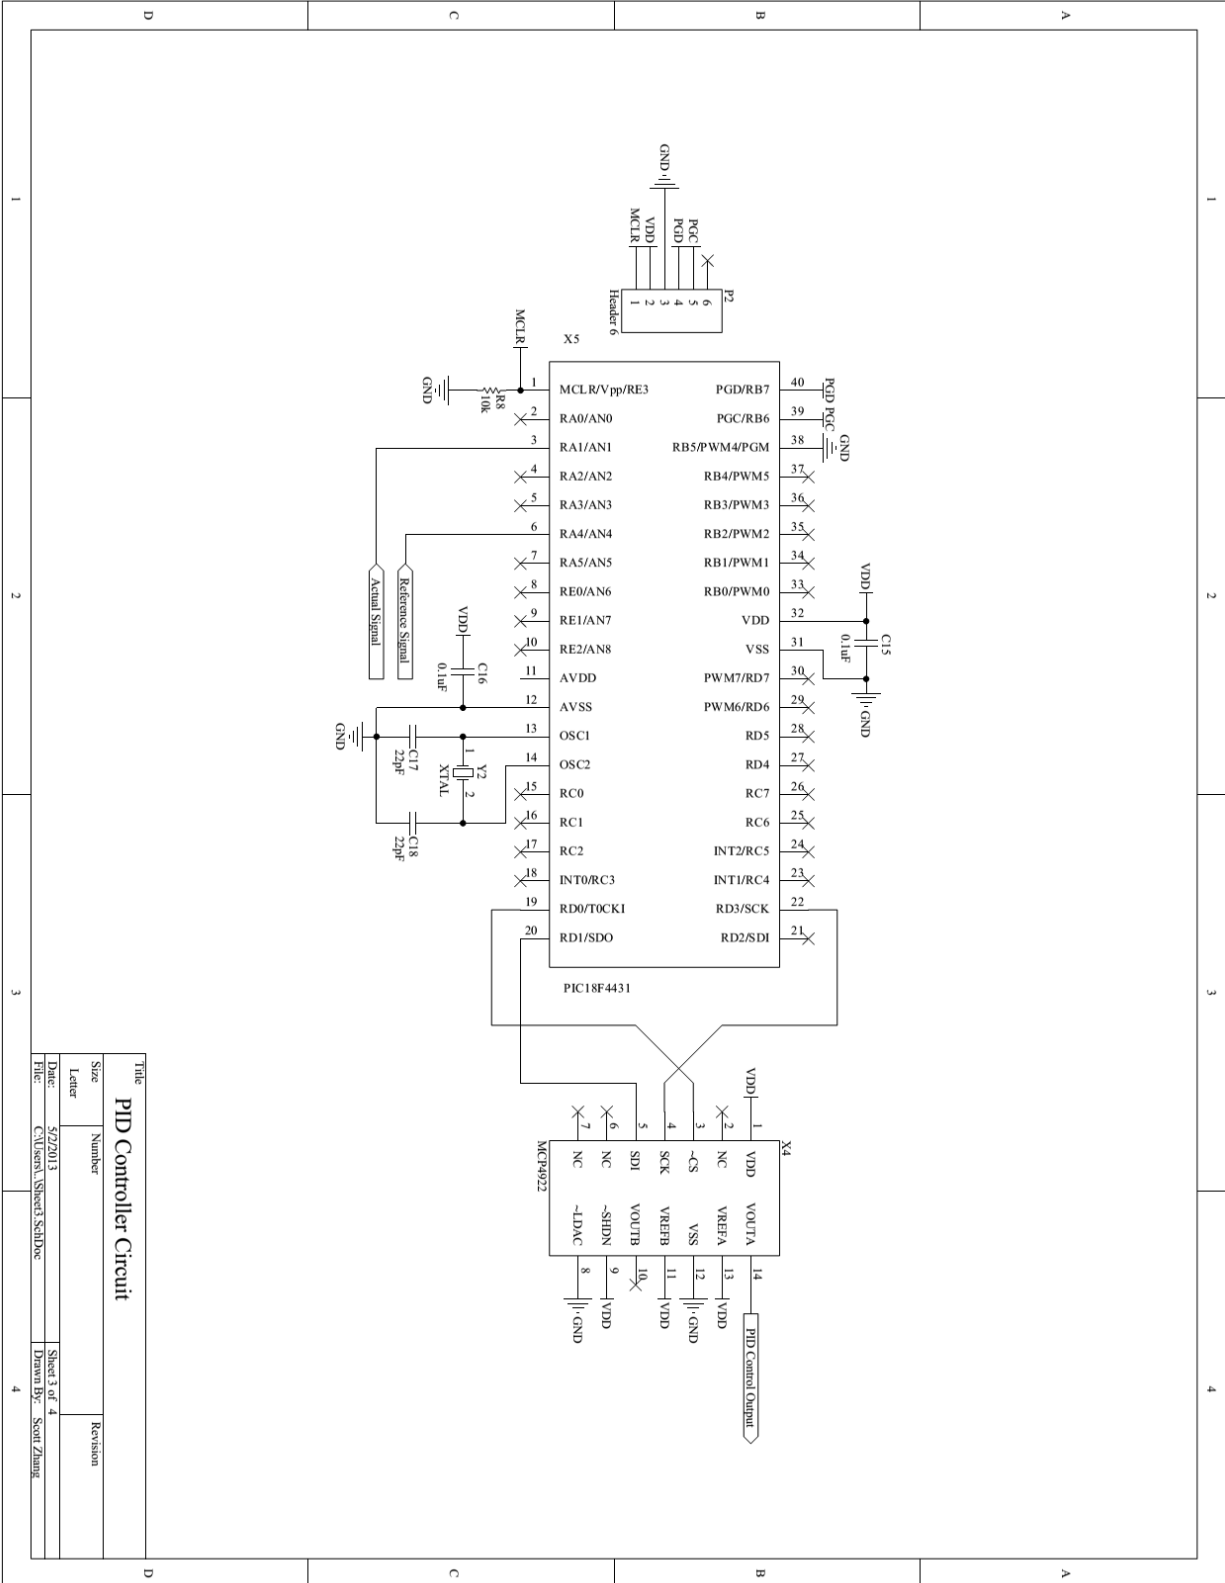 D
C
B
A
1
1
2
2
3
3
4
4
D
C
B
A
GND
MCLR
VDD
PGD
PGC
1
2
3
4
5
6
P2
Header 6
X5
MCLR
GND
R8
10k
1 MCLR/Vpp/RE3
2 RA0/AN0
3 RA1/AN1
4 RA2/AN2
5 RA3/AN3
6 RA4/AN4
7 RA5/AN5
8 RE0/AN6
9 RE1/AN7
10 RE2/AN8
11 AVDD
12 AVSS
13 OSC1
14 OSC2
15 RC0
16 RC1
17 RC2
18 INT0/RC3
19 RD0/T0CKI
20 RD1/SDO
PGD/RB7 40
PGC/RB6 39
RB5/PWM4/PGM 38
RB4/PWM5 37
RB3/PWM3 36
RB2/PWM2 35
RB1/PWM1 34
RB0/PWM0 33
VDD 32
VSS 31
PWM7/RD7 30
PWM6/RD6 29
RD5 28
RD4 27
RC7 26
RC6 25
INT2/RC5 24
INT1/RC4 23
RD3/SCK 22
RD2/SDI 21
PIC18F4431
PGD
PGC
GND
VDD
C15
0.1uF
GND
Actual Signal
Reference Signal
VDD
C16
0.1uF
GND
C17
22pF
1
Y2
XTAL
2
C18
22pF
X4
VDD
1 VDD
2 NC
3 ~CS
4 SCK
5 SDI
6 NC
7 NC
VOUTA 14
VREFA 13
VSS 12
VREFB 11
VOUTB 10
~SHDN 9
~LDAC 8
MCP4922
PID Control Output
VDD
GND
VDD
VDD
GND
Title
PID Controller Circuit
Size
Letter
Number
Revision
Date: 5/2/2013
Sheet 3 of 4
File: C:\Users\..\Sheet3.SchDoc
Drawn By: Scott Zhang